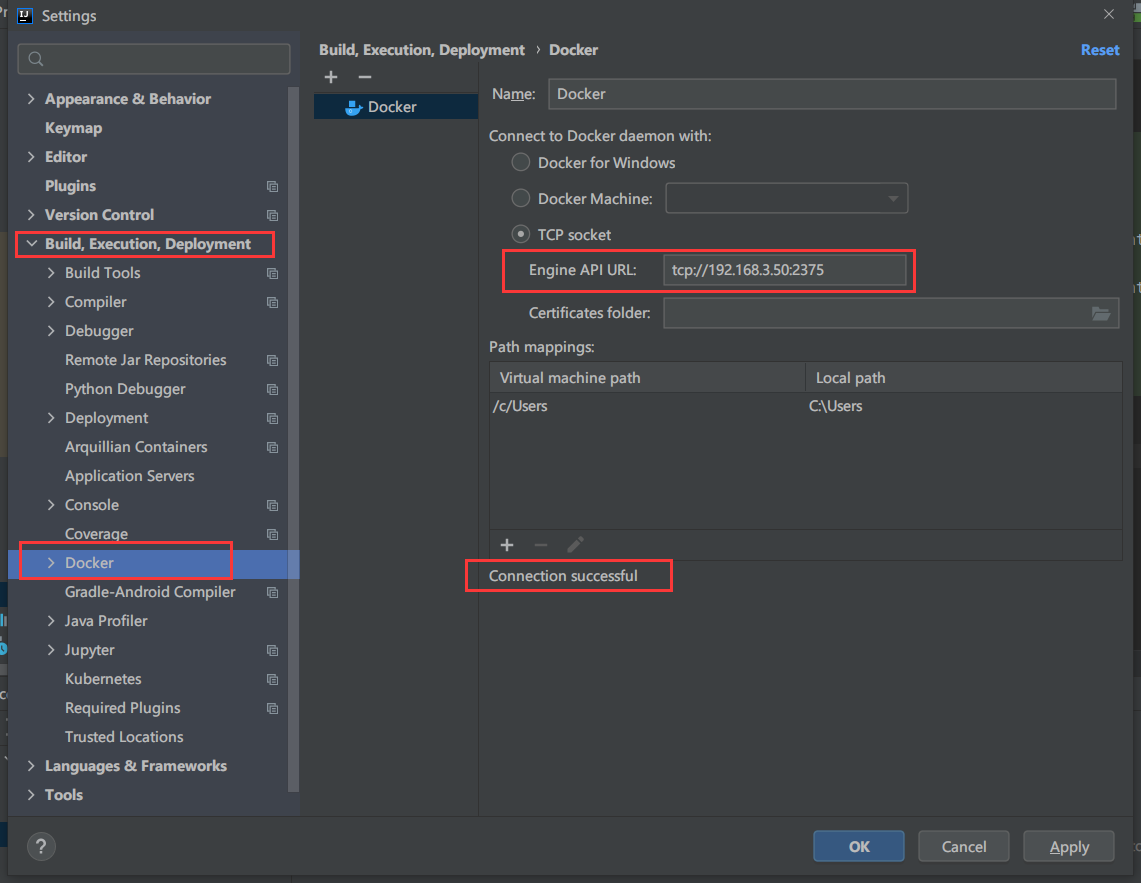 Settings
Build, Execution, Deployment › Docker
Reset
Appearance & Behavior
Keymap
Editor
Plugins
Version Control
Build, Execution, Deployment
Build Tools
Compiler
Debugger
Remote Jar Repositories
Python Debugger
Deployment
Arquillian Containers
Application Servers
Console
Coverage
Docker
Gradle-Android Compiler
Java Profiler
Jupyter
Kubernetes
Required Plugins
Trusted Locations
Languages & Frameworks
Tools
Docker
Name: Docker
Connect to Docker daemon with:
Docker for Windows
Docker Machine:
TCP socket
Engine API URL: tcp://192.168.3.50:2375
Certificates folder:
Path mappings:
Virtual machine path Local path
/c/Users C:\Users
Connection successful
?
OK Cancel Apply